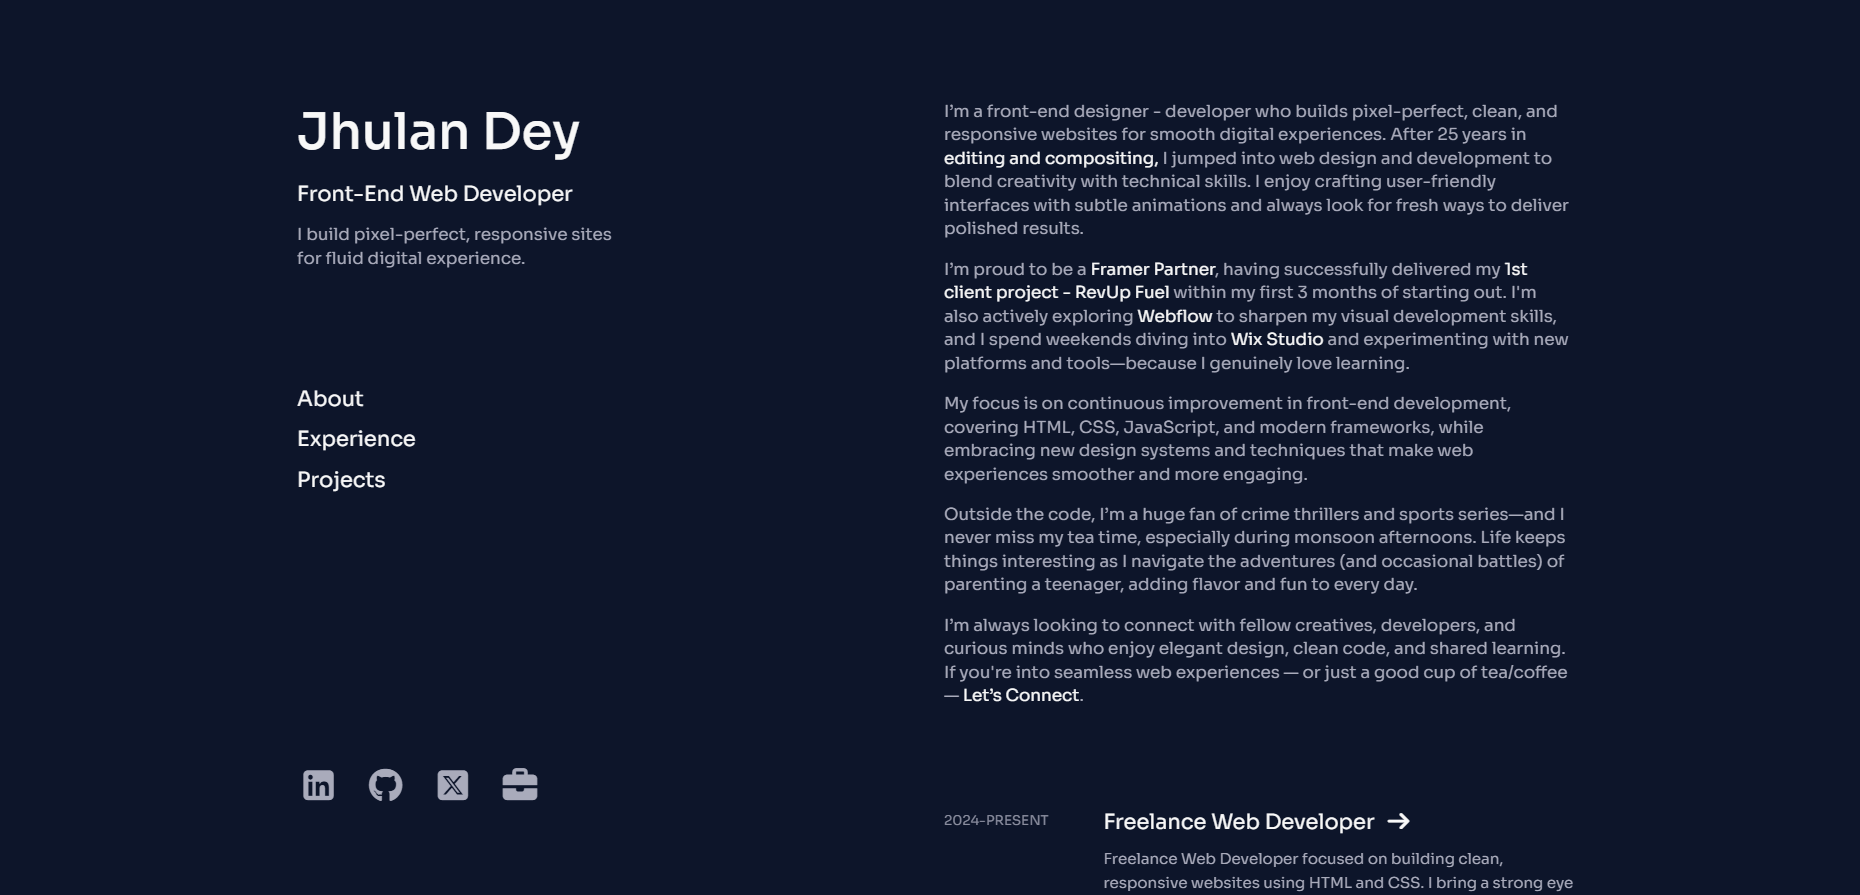 Jhulan Dey
Front-End Web Developer
I build pixel-perfect, responsive sites
for fluid digital experience.
About
Experience
Projects
I’m a front-end designer - developer who builds pixel-perfect, clean, and
responsive websites for smooth digital experiences. After 25 years in
editing and compositing, I jumped into web design and development to
blend creativity with technical skills. I enjoy crafting user-friendly
interfaces with subtle animations and always look for fresh ways to deliver
polished results.
I’m proud to be a Framer Partner, having successfully delivered my 1st
client project - RevUp Fuel within my first 3 months of starting out. I'm
also actively exploring Webflow to sharpen my visual development skills,
and I spend weekends diving into Wix Studio and experimenting with new
platforms and tools—because I genuinely love learning.
My focus is on continuous improvement in front-end development,
covering HTML, CSS, JavaScript, and modern frameworks, while
embracing new design systems and techniques that make web
experiences smoother and more engaging.
Outside the code, I’m a huge fan of crime thrillers and sports series—and I
never miss my tea time, especially during monsoon afternoons. Life keeps
things interesting as I navigate the adventures (and occasional battles) of
parenting a teenager, adding flavor and fun to every day.
I’m always looking to connect with fellow creatives, developers, and
curious minds who enjoy elegant design, clean code, and shared learning.
If you're into seamless web experiences — or just a good cup of tea/coffee
— Let’s Connect.
2024-PRESENT
Freelance Web Developer →
Freelance Web Developer focused on building clean,
responsive websites using HTML and CSS. I bring a strong eye